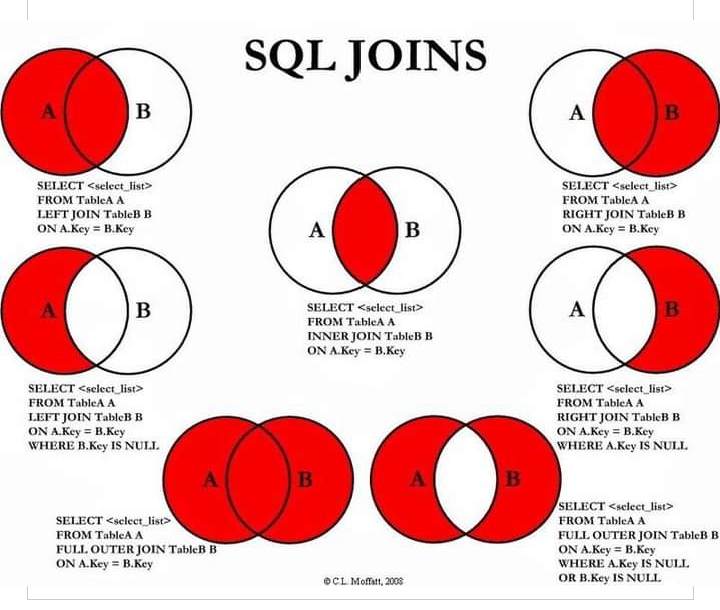 SQL JOINS
A B
SELECT <select_list>
FROM TableA A
LEFT JOIN TableB B
ON A.Key = B.Key
A B
SELECT <select_list>
FROM TableA A
RIGHT JOIN TableB B
ON A.Key = B.Key
A B
SELECT <select_list>
FROM TableA A
INNER JOIN TableB B
ON A.Key = B.Key
A B
SELECT <select_list>
FROM TableA A
LEFT JOIN TableB B
ON A.Key = B.Key
WHERE B.Key IS NULL
A B
SELECT <select_list>
FROM TableA A
RIGHT JOIN TableB B
ON A.Key = B.Key
WHERE A.Key IS NULL
A B
SELECT <select_list>
FROM TableA A
FULL OUTER JOIN TableB B
ON A.Key = B.Key
A B
SELECT <select_list>
FROM TableA A
FULL OUTER JOIN TableB B
ON A.Key = B.Key
WHERE A.Key IS NULL
OR B.Key IS NULL
© C.L. Moffatt, 2008